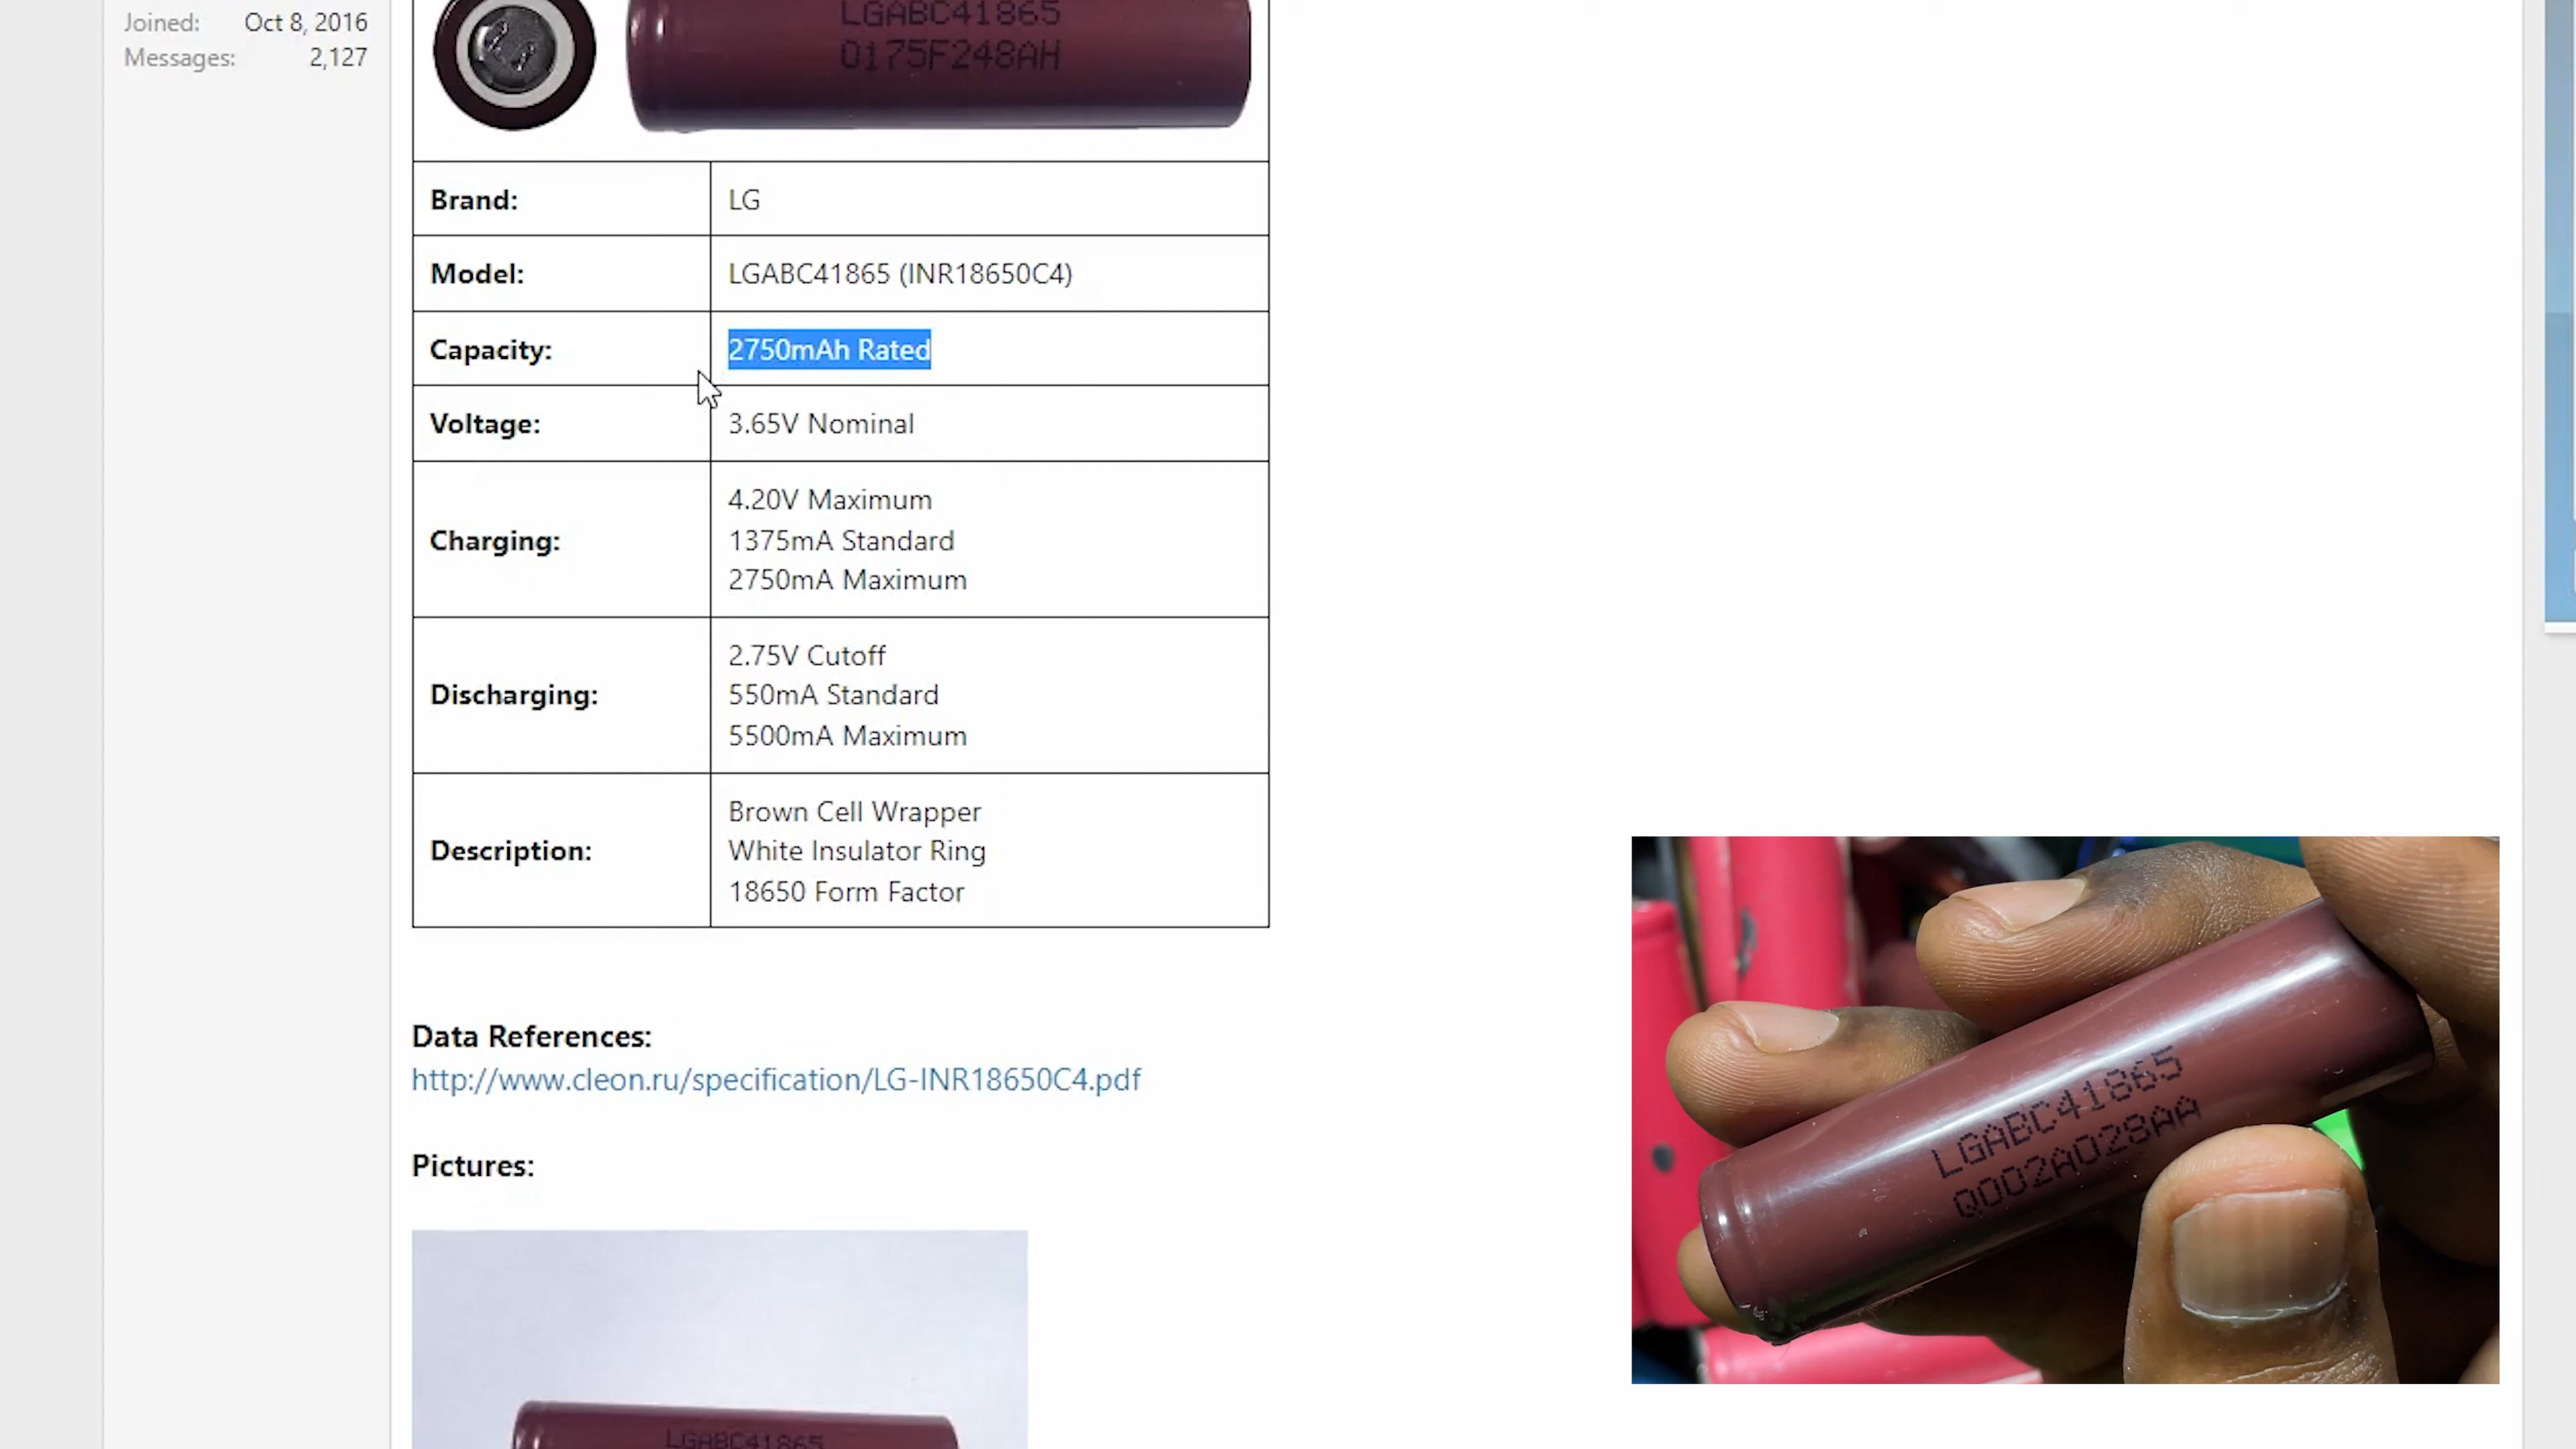 Joined: Oct 8, 2016
Messages: 2,127
LGABC41865
0175F248AH
Brand: LG
Model: LGABC41865 (INR18650C4)
Capacity: 2750mAh Rated
Voltage: 3.65V Nominal
Charging:
4.20V Maximum
1375mA Standard
2750mA Maximum
Discharging:
2.75V Cutoff
550mA Standard
5500mA Maximum
Description:
Brown Cell Wrapper
White Insulator Ring
18650 Form Factor
Data References:
http://www.cleon.ru/specification/LG-INR18650C4.pdf
Pictures:
LGABC41865
LGABC41865
Q002A028AA